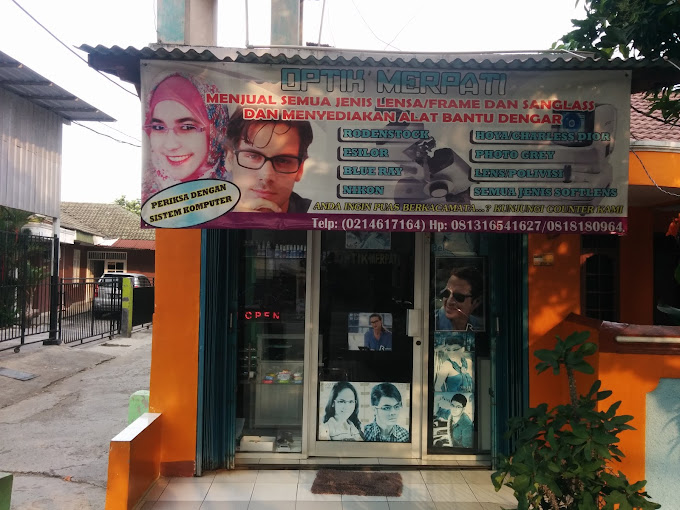 OPTIK MERPATI
MENJUAL SEMUA JENIS LENSA/FRAME DAN SANGLASS
DAN MENYEDIAKAN ALAT BANTU DENGAR
RODENSTOCK
ESILOR
BLUE RAY
NIKON
HOYA/CHARLESS DIOR
PHOTO GREY
LENSI/POLIVISI
SEMUA JENIS SOFTLENS
PERIKSA DENGAN
SISTEM KOMPUTER
ANDA INGIN PUAS BERKACAMATA...? KUNJUNGI COUNTER KAMI
Telp: (0214617164) Hp: 081316541627/0818180964
OPEN